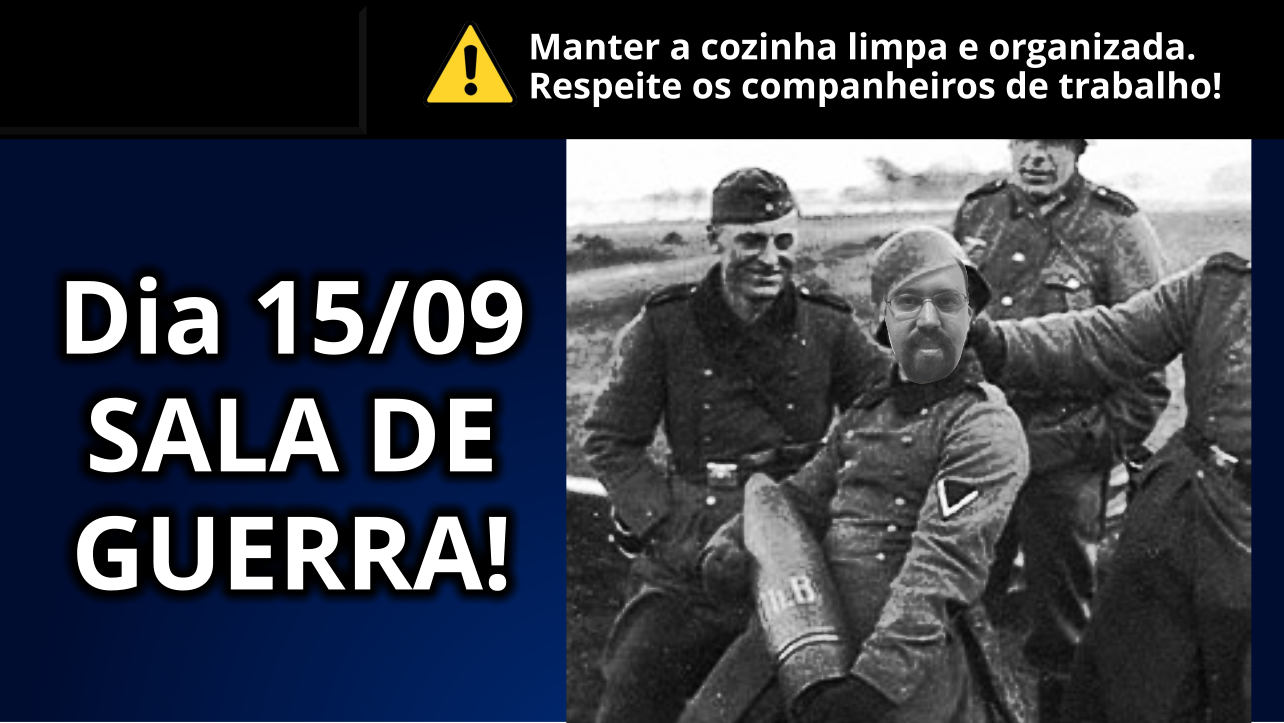 Manter a cozinha limpa e organizada.
Respeite os companheiros de trabalho!
Dia 15/09
SALA DE
GUERRA!